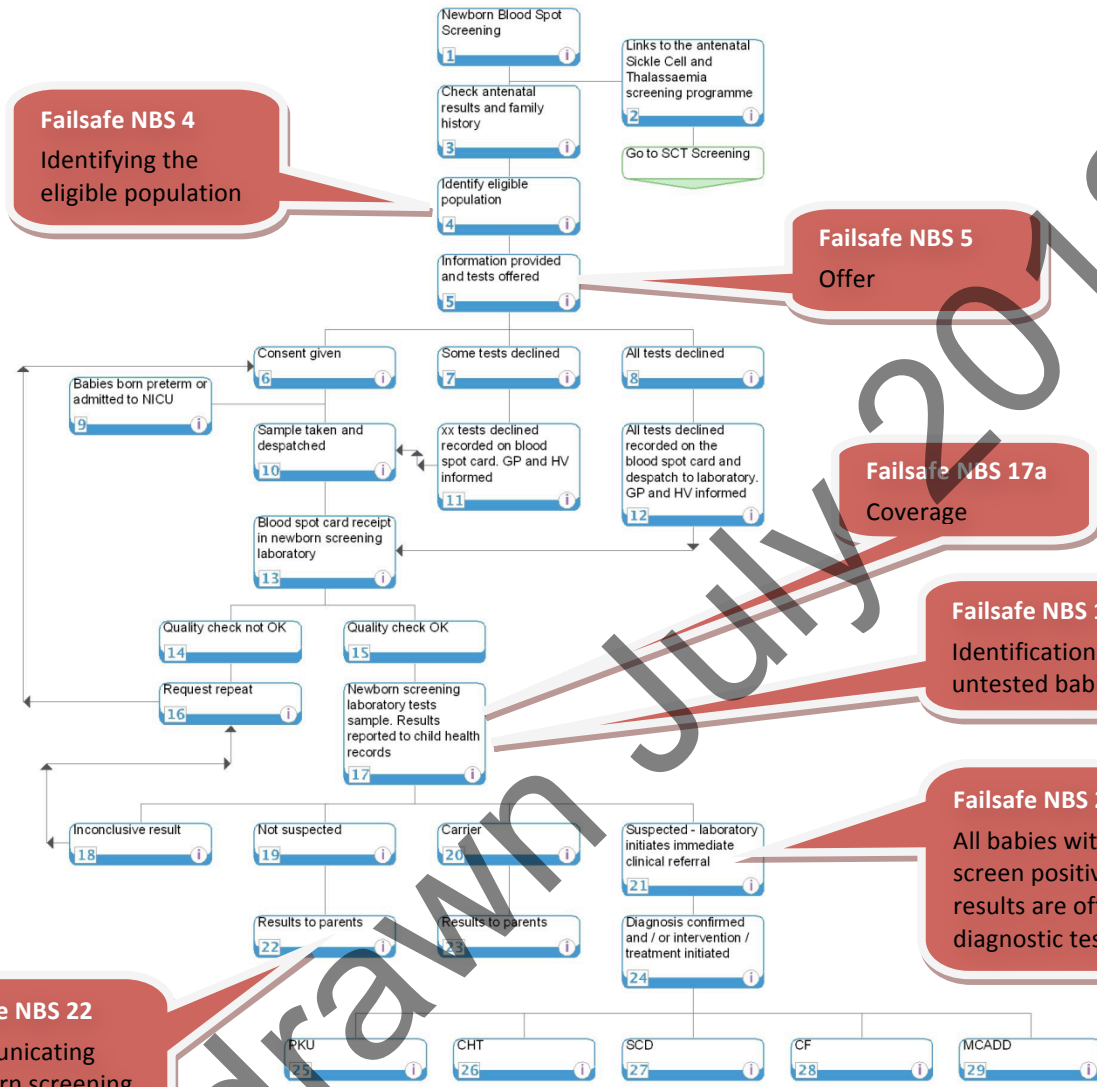 Newborn Blood Spot
Screening
1
i
Links to the antenatal
Sickle Cell and
Thalassaemia
screening programme
2
i
Check antenatal
results and family
history
3
i
Go to SCT Screening
Failsafe NBS 4
Identifying the
eligible population
Identify eligible
population
4
i
Information provided
and tests offered
5
i
Failsafe NBS 5
Offer
Consent given
6
i
Some tests declined
7
i
All tests declined
8
i
Babies born preterm or
admitted to NICU
9
i
Sample taken and
despatched
10
i
xx tests declined
recorded on blood
spot card. GP and HV
informed
11
i
All tests declined
recorded on the
blood spot card and
despatch to laboratory.
GP and HV informed
12
i
Failsafe NBS 17a
Coverage
Blood spot card receipt
in newborn screening
laboratory
13
i
Quality check not OK
14
Quality check OK
15
Failsafe NBS
Identification
untested
Request repeat
16
i
Newborn screening
laboratory tests
sample. Results
reported to child health
records
17
i
Inconclusive result
18
i
Not suspected
19
i
Carrier
20
i
Suspected - laboratory
initiates immediate
clinical referral
21
i
Failsafe NBS
All babies
screen
results are
diagnostic
Results to parents
22
i
Results to parents
23
i
Diagnosis confirmed
and / or intervention /
treatment initiated
24
i
NBS 22
screening
PKU
25
i
CHT
26
i
SCD
27
i
CF
28
i
MCADD
29
i
drawn July 201